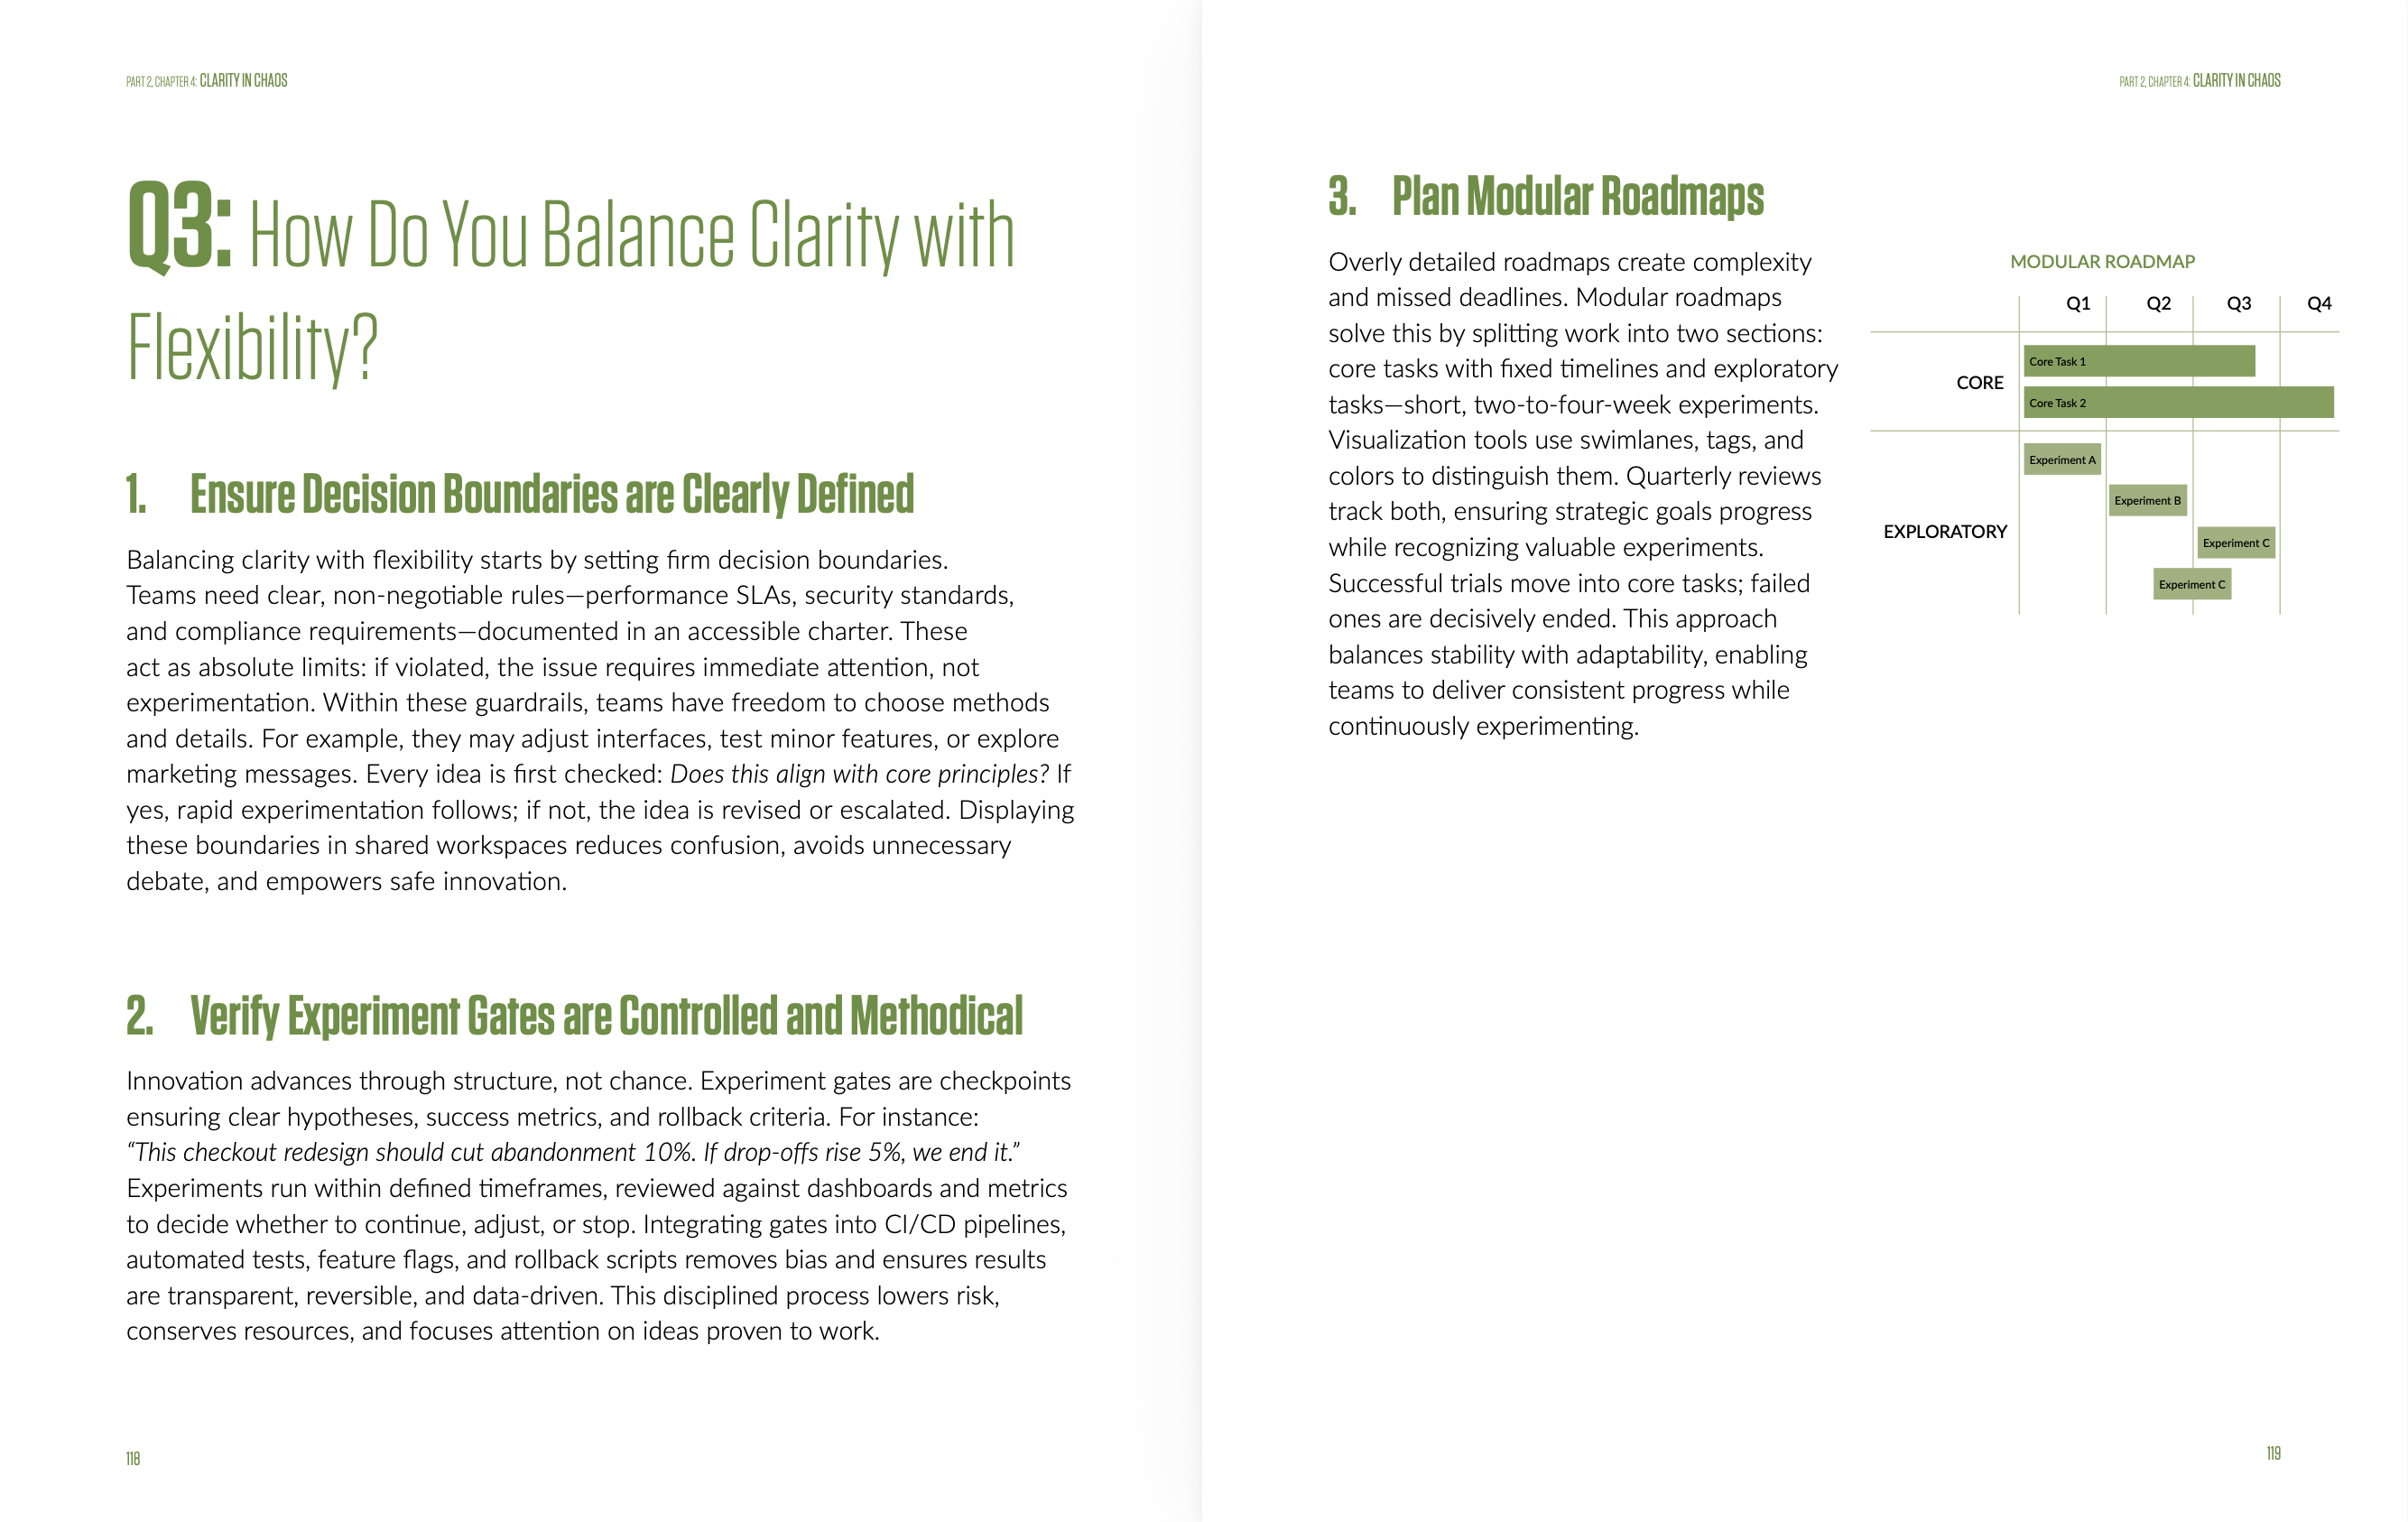 PART 2, CHAPTER 4: CLARITY IN CHAOS
Q3: How Do You Balance Clarity with
Flexibility?
1. Ensure Decision Boundaries are Clearly Defined
Balancing clarity with flexibility starts by setting firm decision boundaries.
Teams need clear, non-negotiable rules—performance SLAs, security standards,
and compliance requirements—documented in an accessible charter. These
act as absolute limits: if violated, the issue requires immediate attention, not
experimentation. Within these guardrails, teams have freedom to choose methods
and details. For example, they may adjust interfaces, test minor features, or explore
marketing messages. Every idea is first checked: Does this align with core principles? If
yes, rapid experimentation follows; if not, the idea is revised or escalated. Displaying
these boundaries in shared workspaces reduces confusion, avoids unnecessary
debate, and empowers safe innovation.
2. Verify Experiment Gates are Controlled and Methodical
Innovation advances through structure, not chance. Experiment gates are checkpoints
ensuring clear hypotheses, success metrics, and rollback criteria. For instance:
“This checkout redesign should cut abandonment 10%. If drop-offs rise 5%, we end it.”
Experiments run within defined timeframes, reviewed against dashboards and metrics
to decide whether to continue, adjust, or stop. Integrating gates into CI/CD pipelines,
automated tests, feature flags, and rollback scripts removes bias and ensures results
are transparent, reversible, and data-driven. This disciplined process lowers risk,
conserves resources, and focuses attention on ideas proven to work.
118
PART 2, CHAPTER 4: CLARITY IN CHAOS
3. Plan Modular Roadmaps
Overly detailed roadmaps create complexity
and missed deadlines. Modular roadmaps
solve this by splitting work into two sections:
core tasks with fixed timelines and exploratory
tasks—short, two-to-four-week experiments.
Visualization tools use swimlanes, tags, and
colors to distinguish them. Quarterly reviews
track both, ensuring strategic goals progress
while recognizing valuable experiments.
Successful trials move into core tasks; failed
ones are decisively ended. This approach
balances stability with adaptability, enabling
teams to deliver consistent progress while
continuously experimenting.
MODULAR ROADMAP
Q1 Q2 Q3 Q4
CORE
Core Task 1
Core Task 2
EXPLORATORY
Experiment A
Experiment B
Experiment C
Experiment C
119